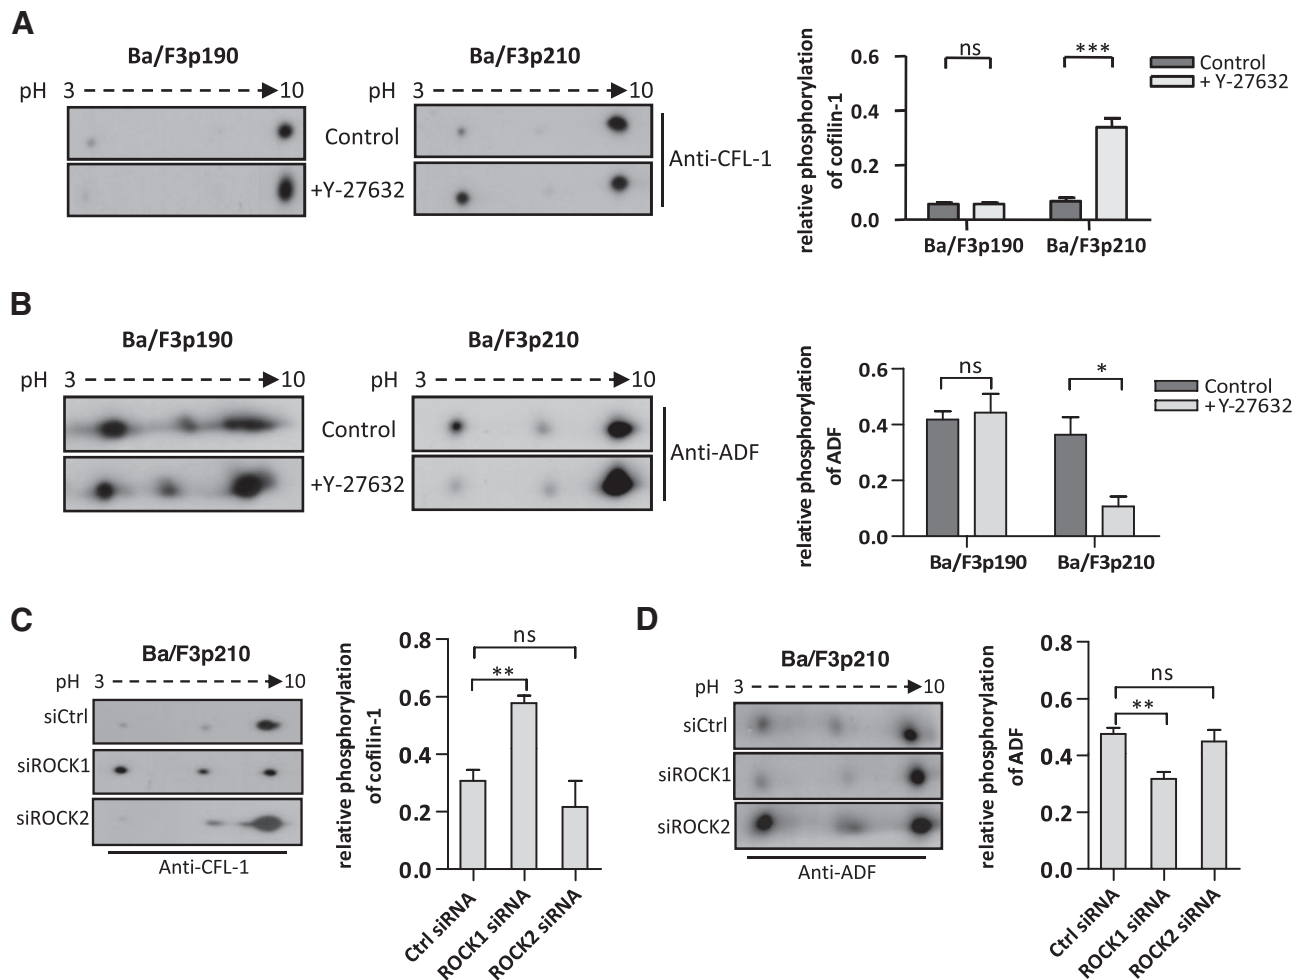 A
Ba/F3p190
Ba/F3p210
pH 3 10
pH 3 10
Control
+Y-27632
Anti-CFL-1
relative phosphorylation
of cofilin-1
0.6
0.4
0.2
0.0
ns
***
Control
+ Y-27632
Ba/F3p190
Ba/F3p210
B
Ba/F3p190
Ba/F3p210
pH 3 10
pH 3 10
Control
+Y-27632
Anti-ADF
relative phosphorylation
of ADF
0.6
0.4
0.2
0.0
ns
*
Control
+Y-27632
Ba/F3p190
Ba/F3p210
C
Ba/F3p210
pH 3 10
siCtrl
siROCK1
siROCK2
Anti-CFL-1
relative phosphorylation
of cofilin-1
0.8
0.6
0.4
0.2
0.0
ns
**
Ctrl siRNA
ROCK1 siRNA
ROCK2 siRNA
D
Ba/F3p210
pH 3 10
siCtrl
siROCK1
siROCK2
Anti-ADF
relative phosphorylation
of ADF
0.8
0.6
0.4
0.2
0.0
ns
**
Ctrl siRNA
ROCK1 siRNA
ROCK2 siRNA